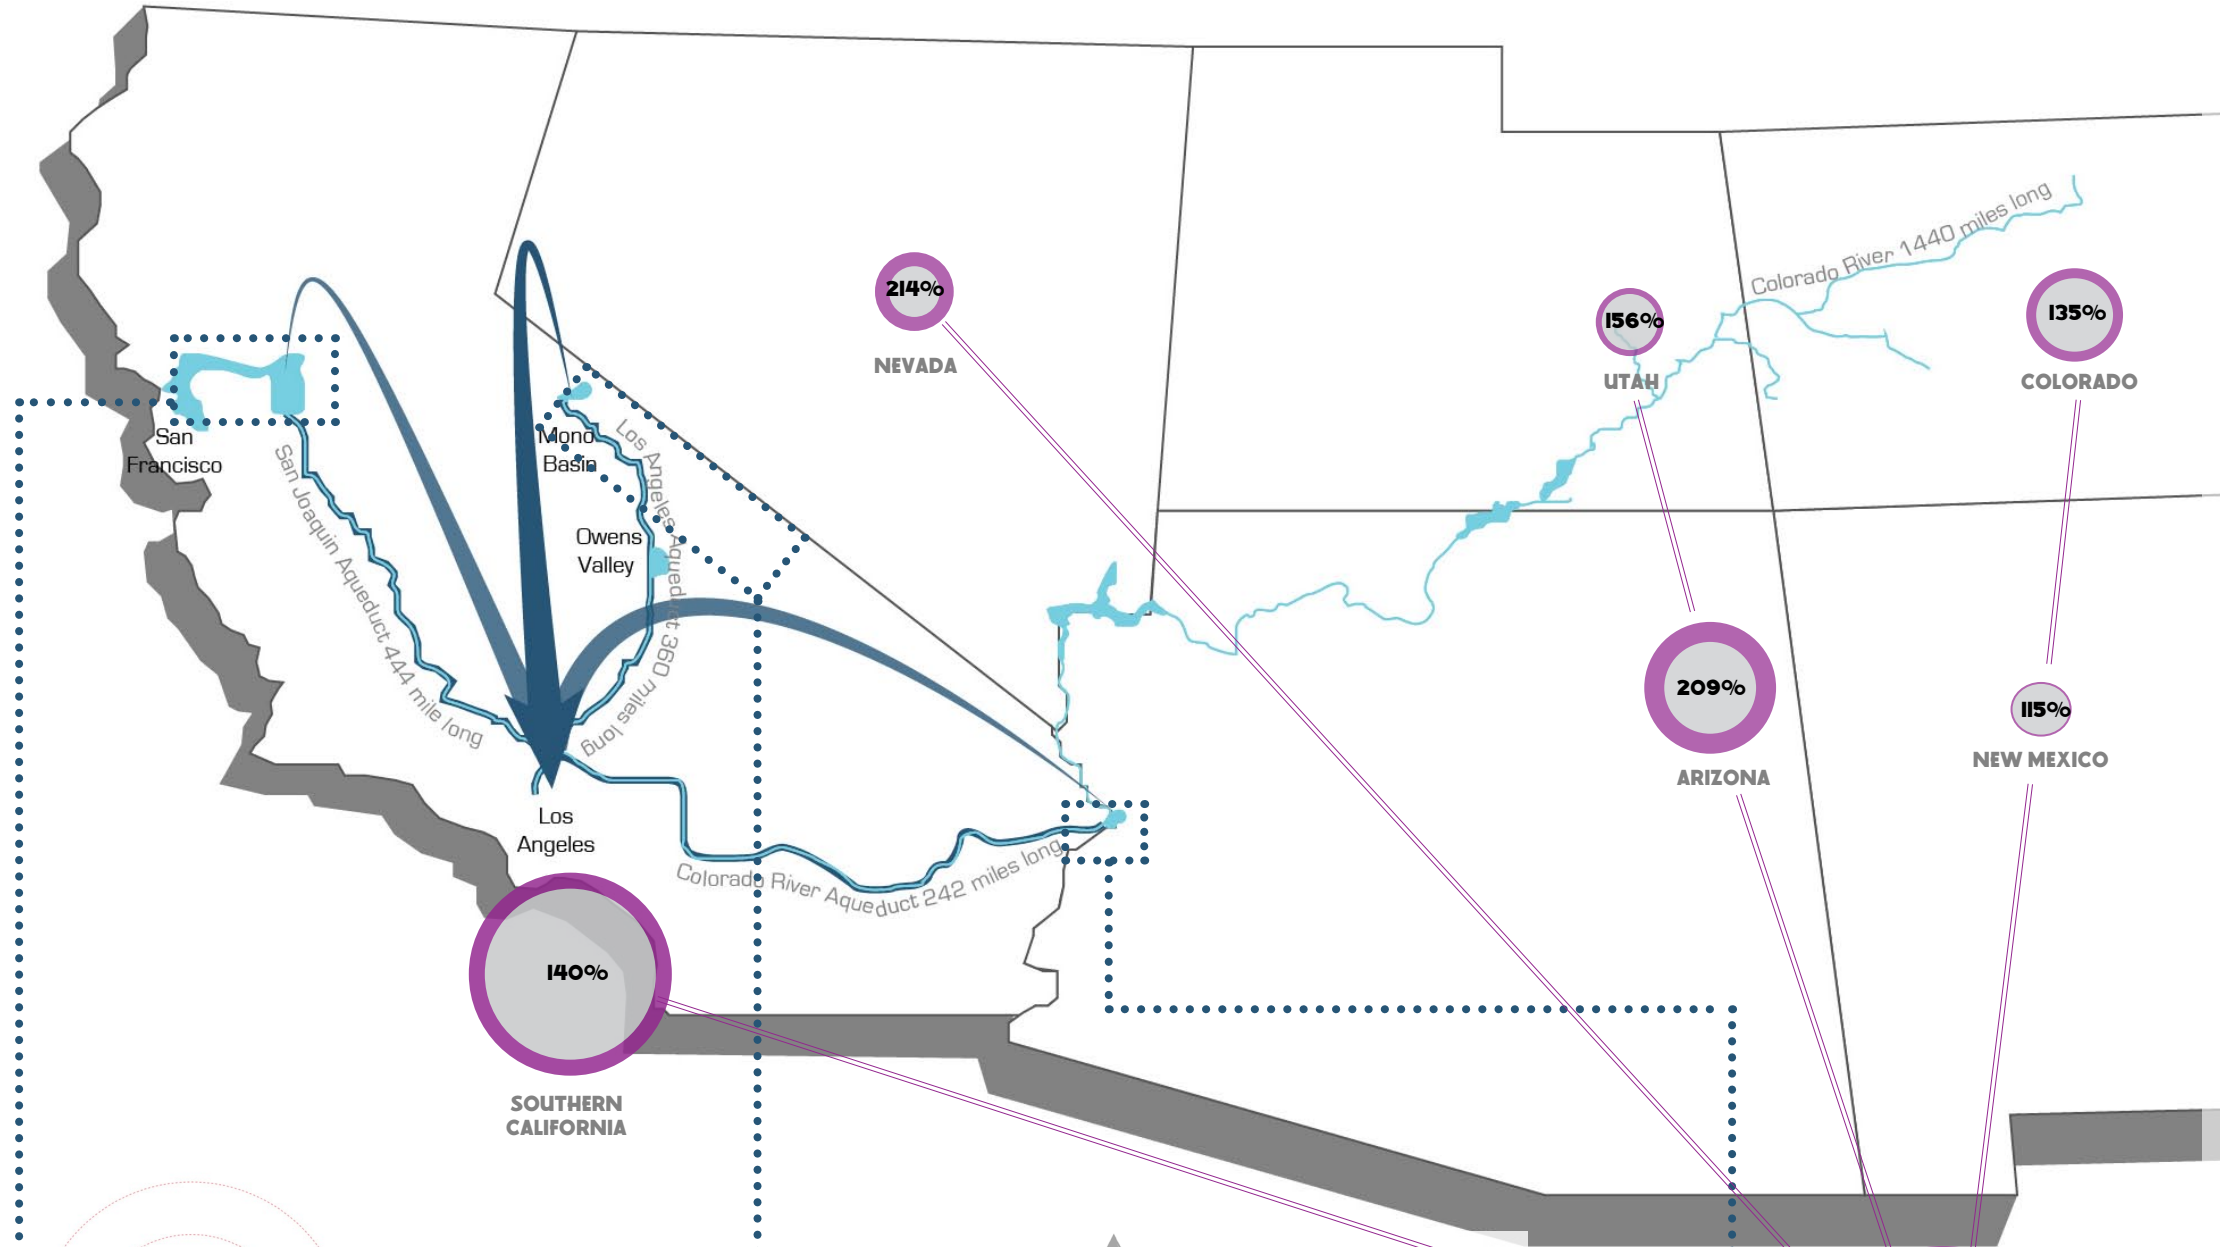 Colorado River 1440 miles long
214%
NEVADA
156%
UTAH
135%
COLORADO
San
Francisco
Mono
Basin
Owens
Valley
San Joaquin Aqueduct 444 mile long
Los Angeles Aqueduct 360 miles long
209%
ARIZONA
115%
NEW MEXICO
Los
Angeles
Colorado River Aqueduct 242 miles long
140%
SOUTHERN
CALIFORNIA